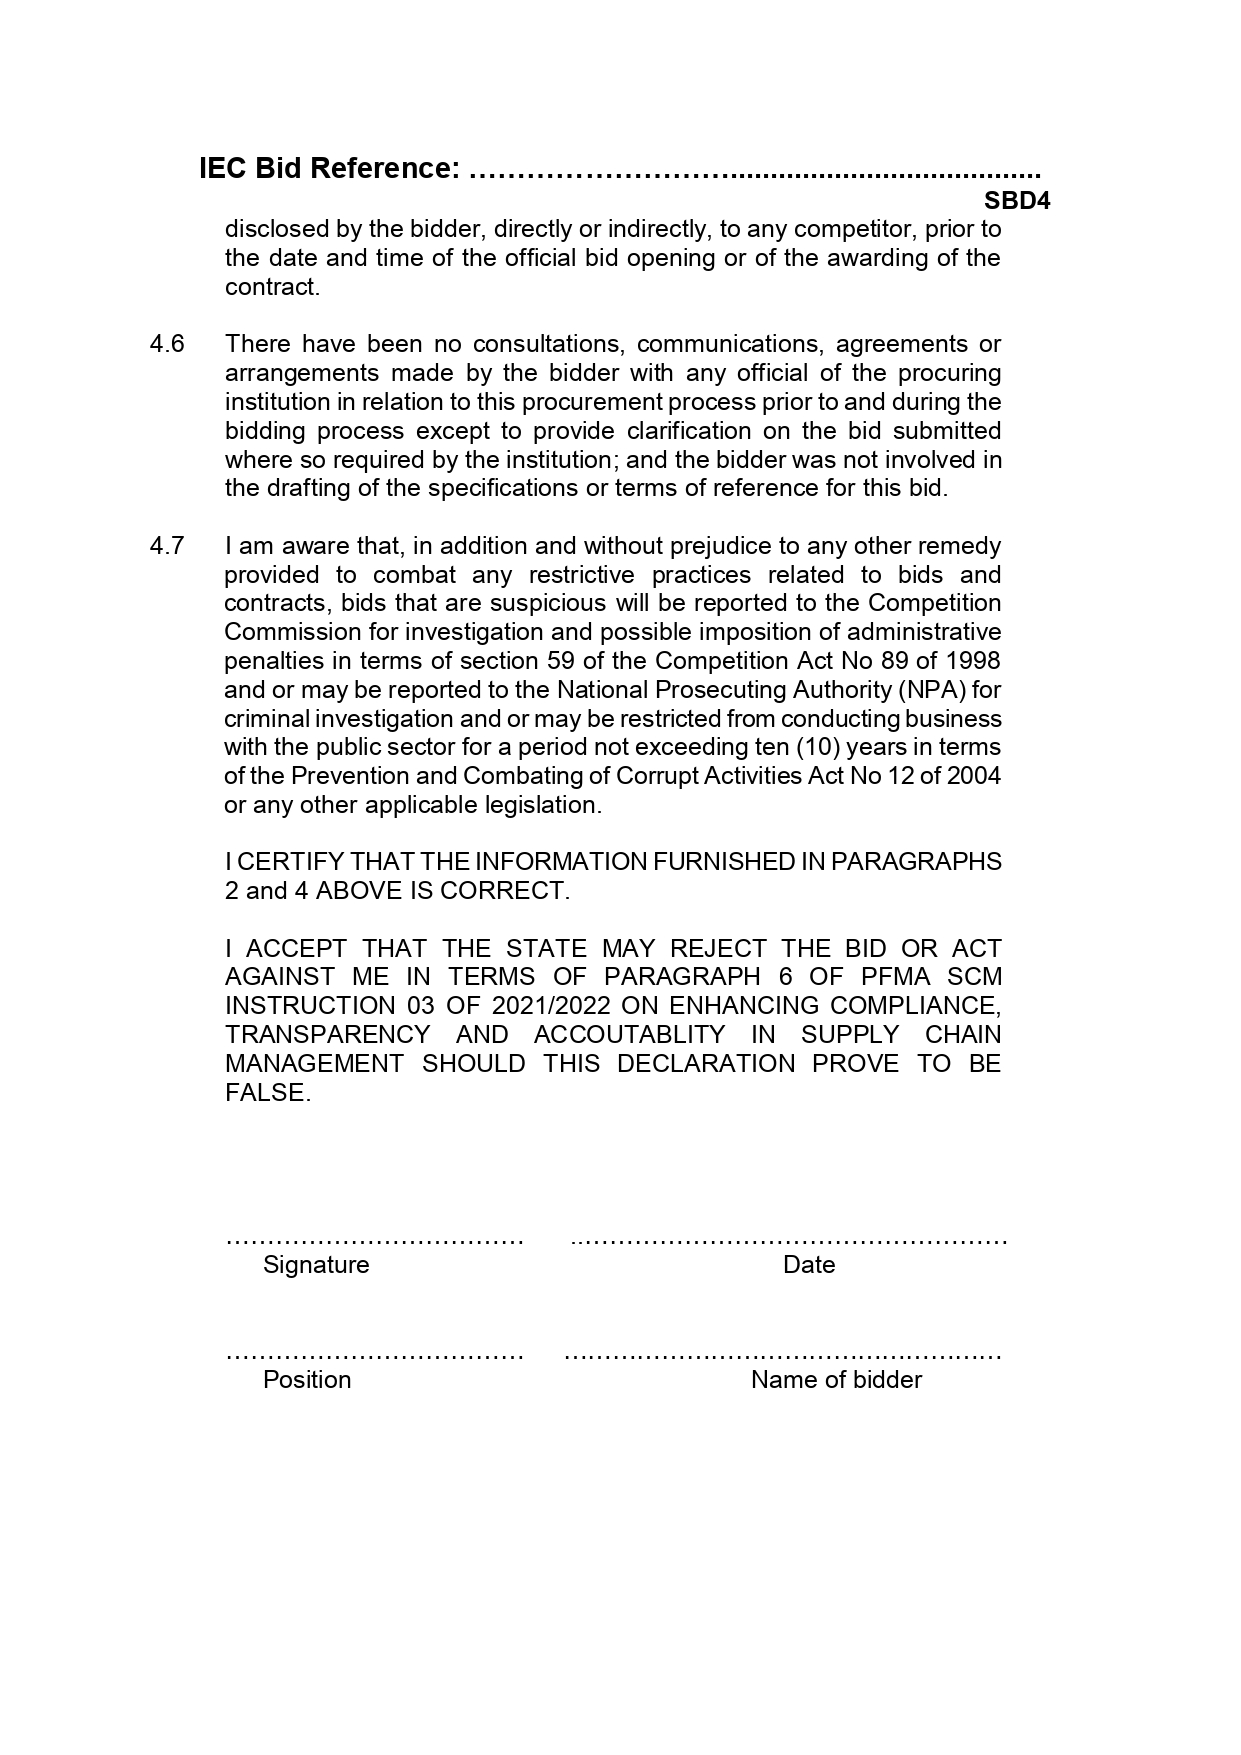 IEC Bid Reference: ……………………….......................................
SBD4
disclosed by the bidder, directly or indirectly, to any competitor, prior to
the date and time of the official bid opening or of the awarding of the
contract.
4.6 There have been no consultations, communications, agreements or
arrangements made by the bidder with any official of the procuring
institution in relation to this procurement process prior to and during the
bidding process except to provide clarification on the bid submitted
where so required by the institution; and the bidder was not involved in
the drafting of the specifications or terms of reference for this bid.
4.7 I am aware that, in addition and without prejudice to any other remedy
provided to combat any restrictive practices related to bids and
contracts, bids that are suspicious will be reported to the Competition
Commission for investigation and possible imposition of administrative
penalties in terms of section 59 of the Competition Act No 89 of 1998
and or may be reported to the National Prosecuting Authority (NPA) for
criminal investigation and or may be restricted from conducting business
with the public sector for a period not exceeding ten (10) years in terms
of the Prevention and Combating of Corrupt Activities Act No 12 of 2004
or any other applicable legislation.
I CERTIFY THAT THE INFORMATION FURNISHED IN PARAGRAPHS
2 and 4 ABOVE IS CORRECT.
I ACCEPT THAT THE STATE MAY REJECT THE BID OR ACT
AGAINST ME IN TERMS OF PARAGRAPH 6 OF PFMA SCM
INSTRUCTION 03 OF 2021/2022 ON ENHANCING COMPLIANCE,
TRANSPARENCY AND ACCOUTABLITY IN SUPPLY CHAIN
MANAGEMENT SHOULD THIS DECLARATION PROVE TO BE
FALSE.
……………………………… ..……………………………………………
Signature Date
……………………………… …………………………………………….
Position Name of bidder